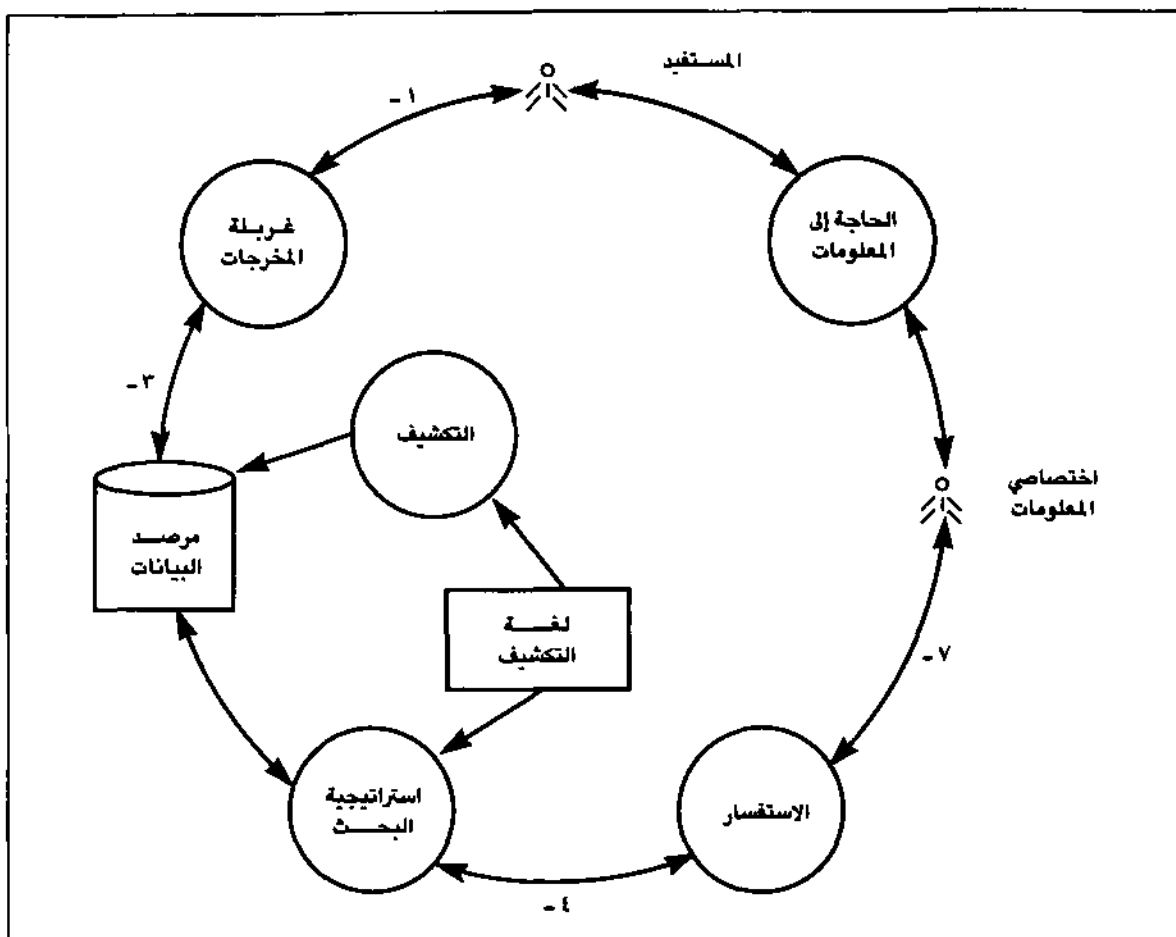 المستفيد
١ -
غربلة
المخرجات
الحاجة إلى
المعلومات
٣ -
التكشيف
اختصاصي
المعلومات
مرصد
البيانات
لغة
التكشيف
٧ -
استراتيجية
البحث
الاستفسار
٤ -